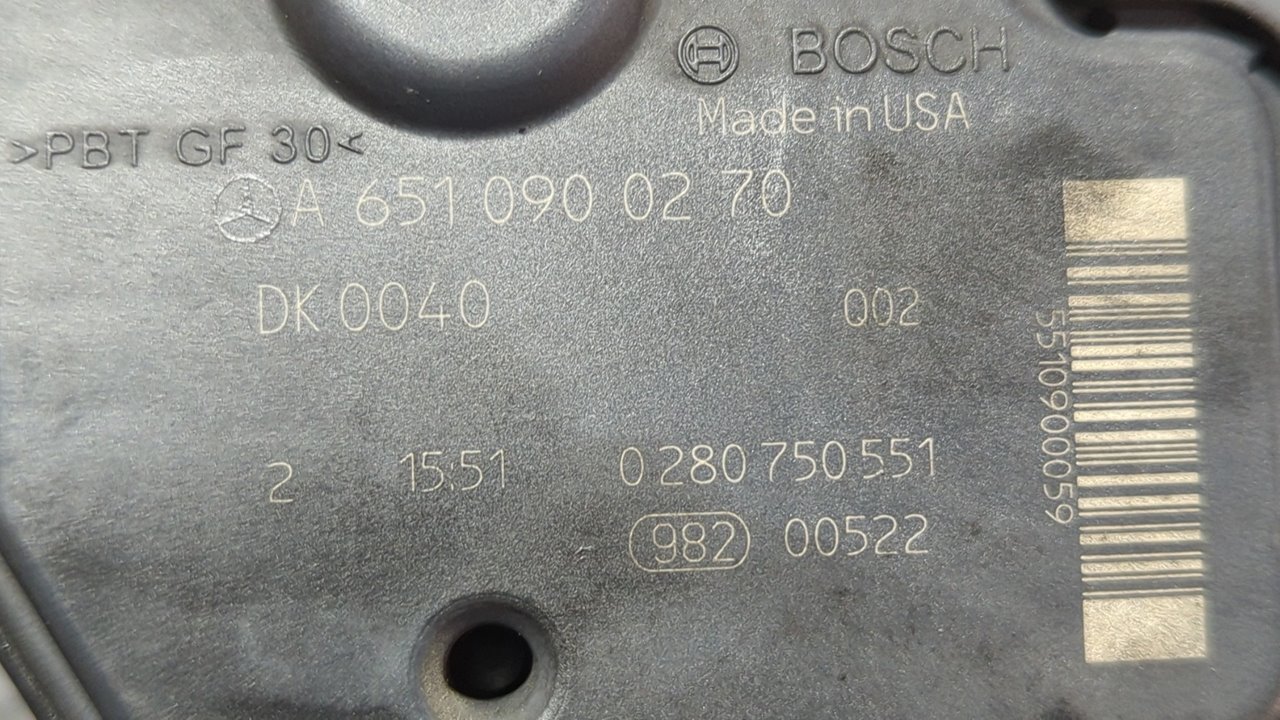 BOSCH
Made in USA
>PBT GF 30<
A 651 090 02 70
DK 0040 Q02
2 15:51 0 280 750 551
982 00522
5510900059